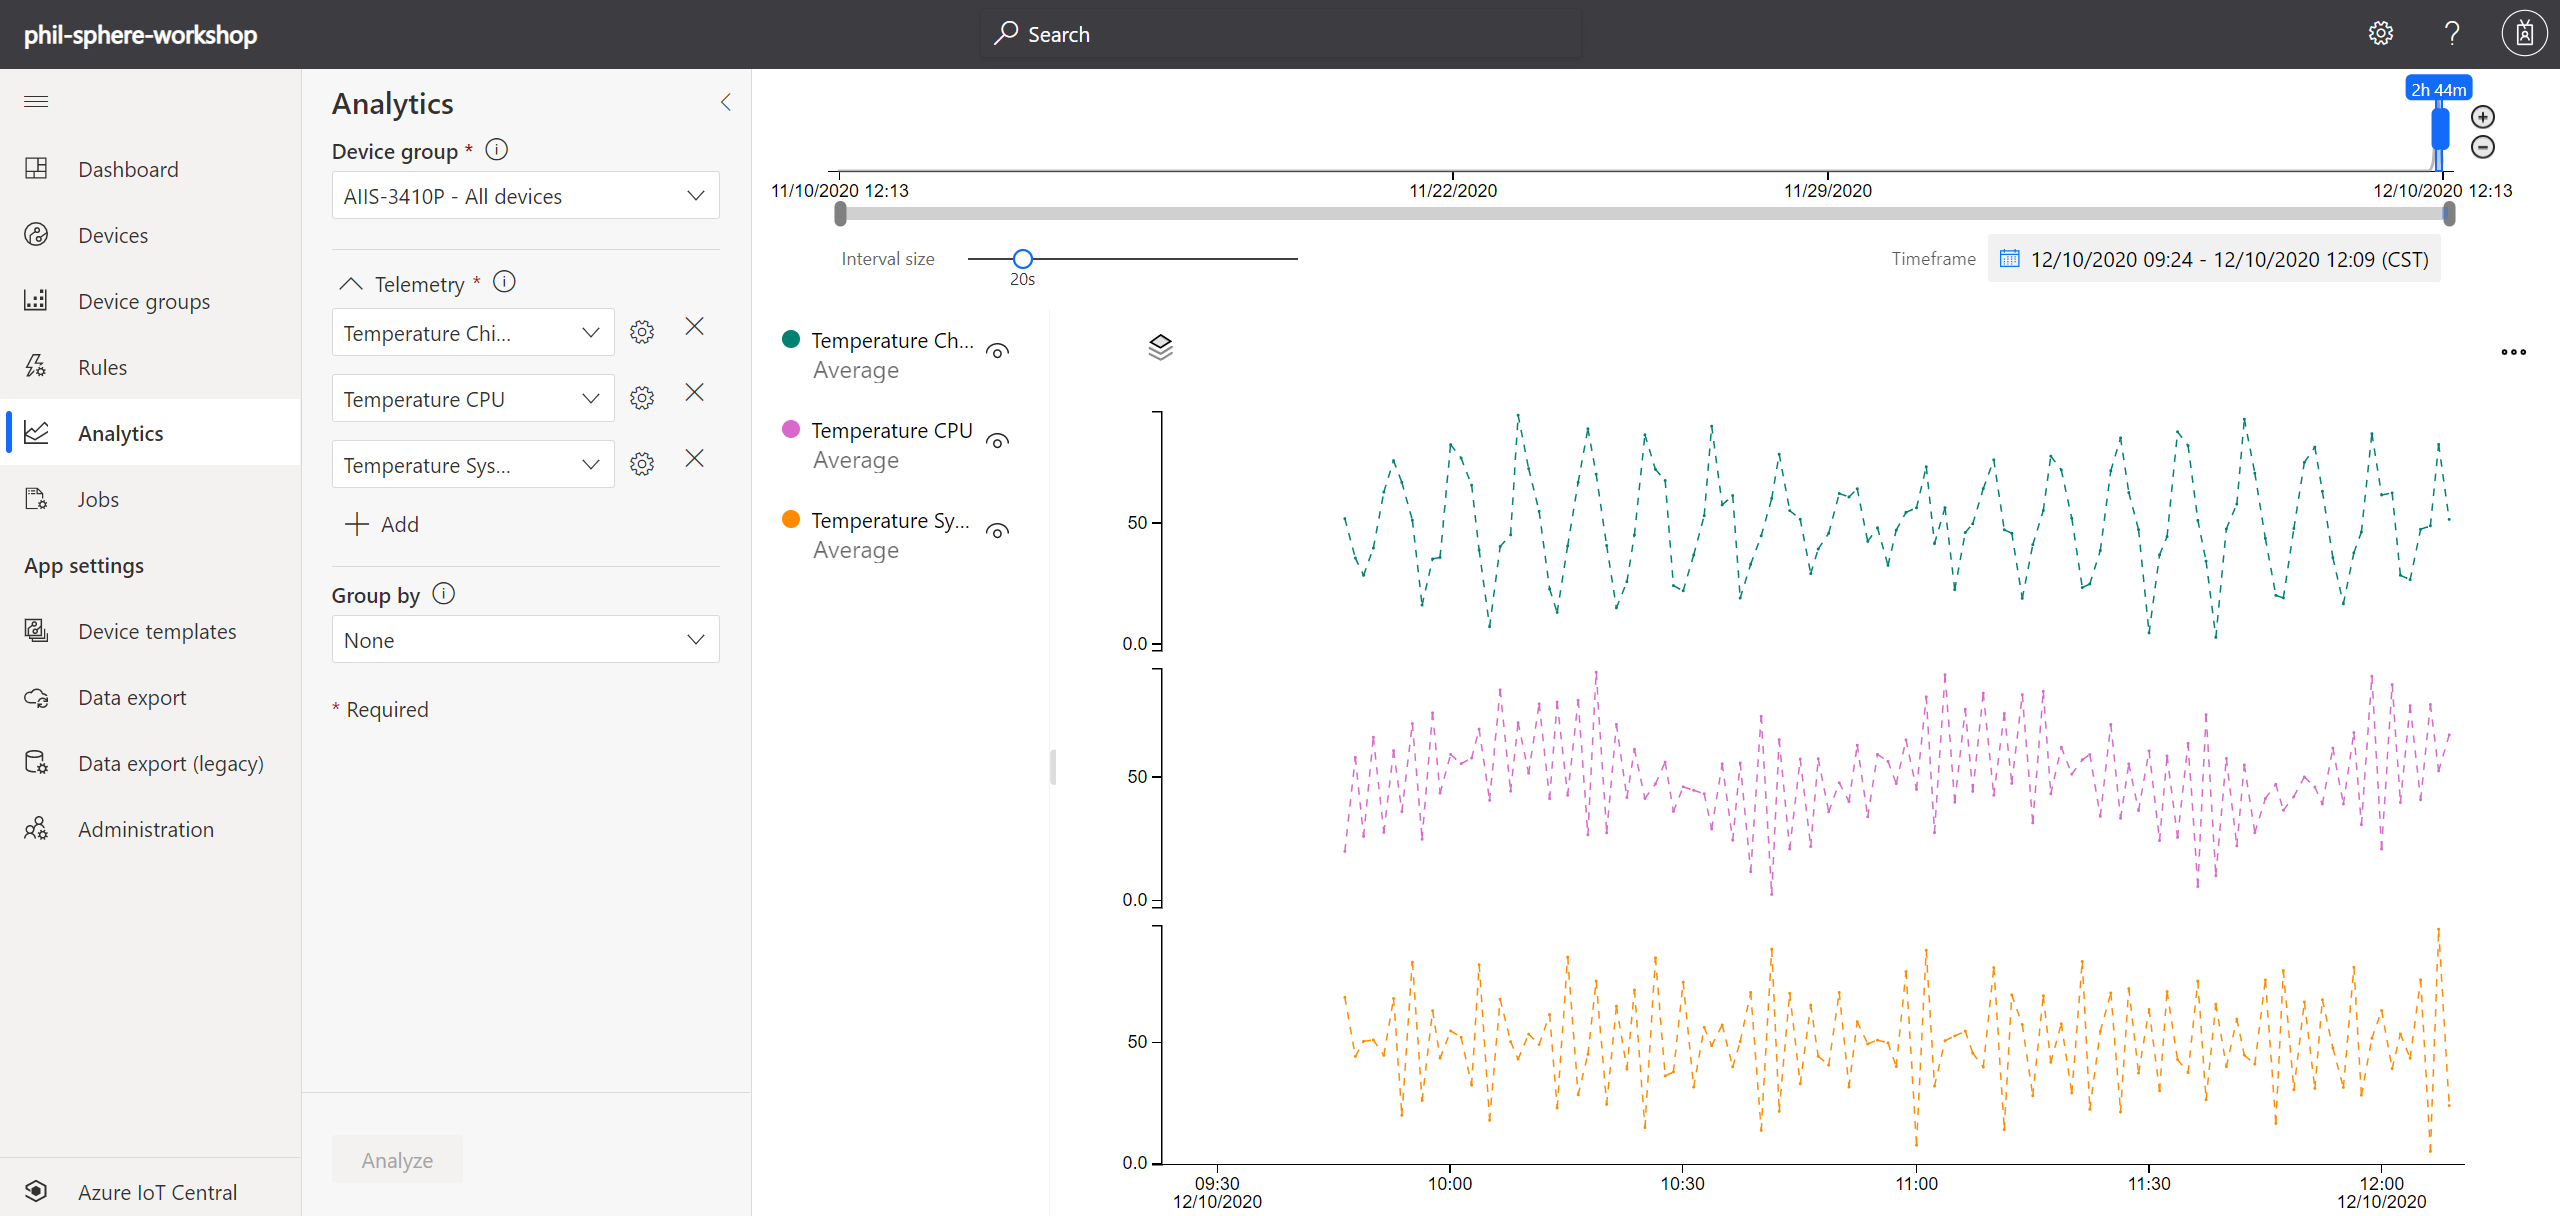 phil-sphere-workshop
Search
Dashboard
Devices
Device groups
Rules
Analytics
Jobs
App settings
Device templates
Data export
Data export (legacy)
Administration
Azure IoT Central
Analytics
Device group *
AIIS-3410P - All devices
Telemetry *
Temperature Chi...
Temperature CPU
Temperature Sys...
Add
Group by
None
* Required
Analyze
2h 44m
11/10/2020 12:13
11/22/2020
11/29/2020
12/10/2020 12:13
Interval size
20s
Timeframe
12/10/2020 09:24 - 12/10/2020 12:09 (CST)
Temperature Ch...
Average
Temperature CPU
Average
Temperature Sy...
Average
50
0.0
50
0.0
50
0.0
09:30
12/10/2020
10:00
10:30
11:00
11:30
12:00
12/10/2020